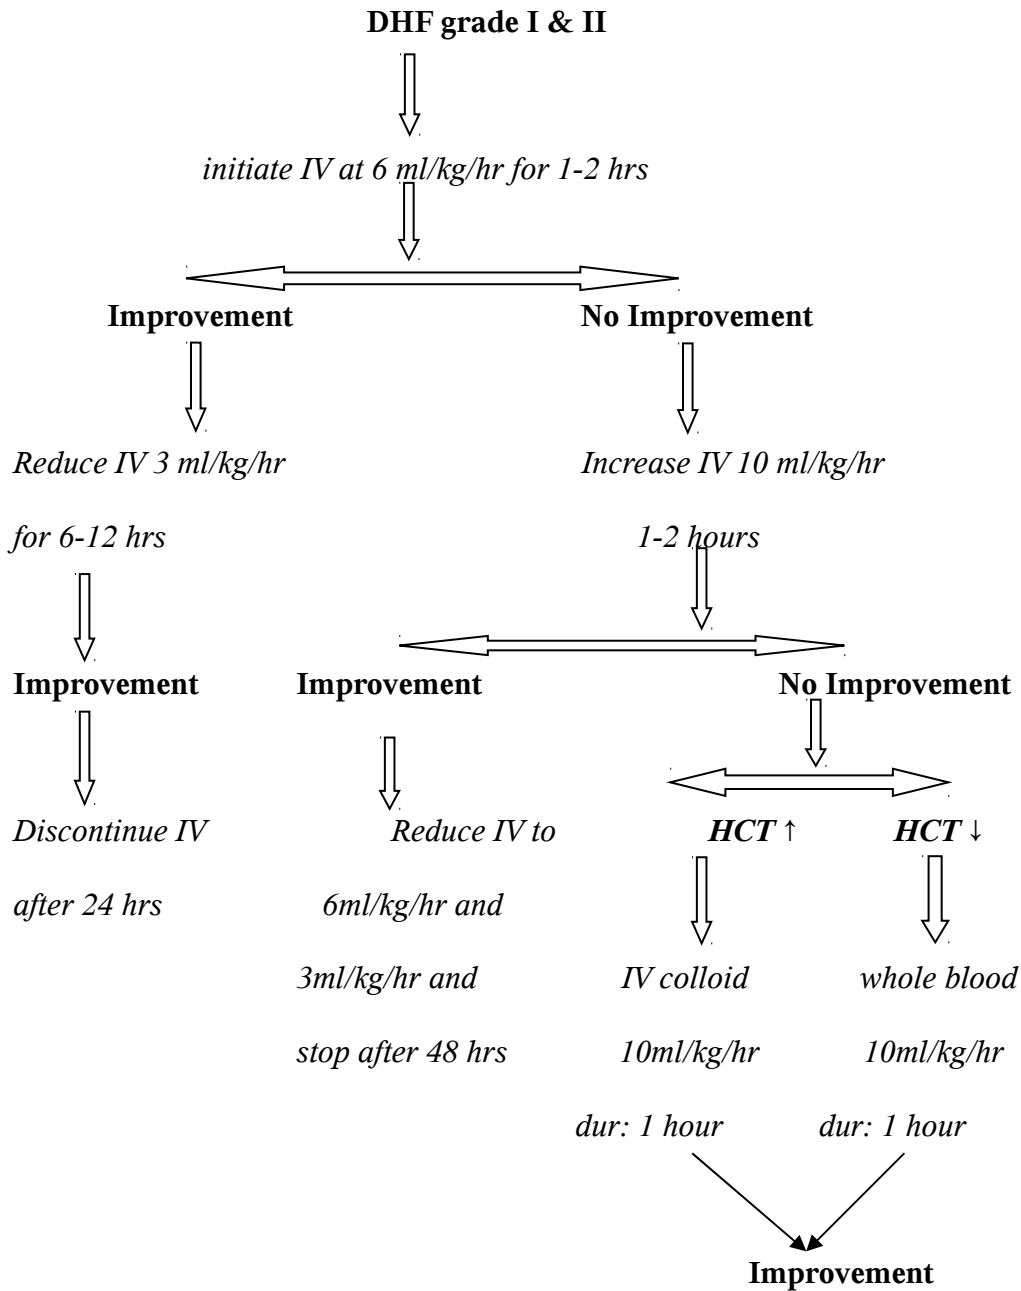 DHF grade I & II
initiate IV at 6 ml/kg/hr for 1-2 hrs
Improvement
No Improvement
Reduce IV 3 ml/kg/hr
Increase IV 10 ml/kg/hr
for 6-12 hrs
1-2 hours
Improvement
Improvement
No Improvement
Discontinue IV
Reduce IV to
HCT ↑
HCT ↓
after 24 hrs
6ml/kg/hr and
3ml/kg/hr and
IV colloid
whole blood
stop after 48 hrs
10ml/kg/hr
10ml/kg/hr
dur: 1 hour
dur: 1 hour
Improvement